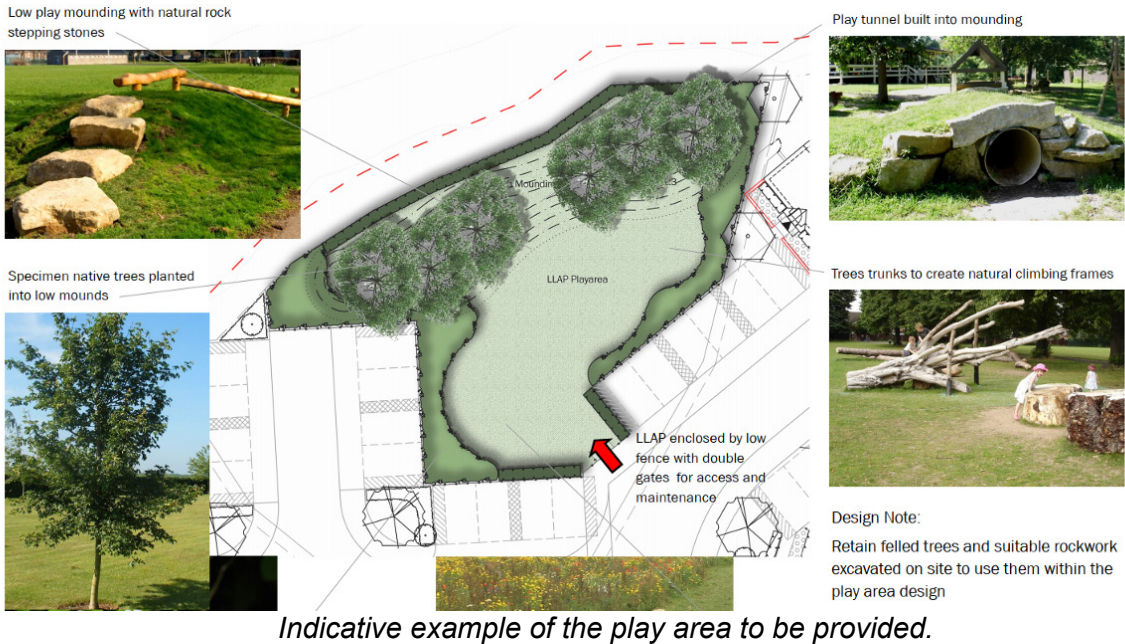 Low play mounding with natural rock
stepping stones
Play tunnel built into mounding
Specimen native trees planted
into low mounds
LLAP Playarea
Trees trunks to create natural climbing frames
LLAP enclosed by low
fence with double
gates for access and
maintenance
Design Note:
Retain felled trees and suitable rockwork
excavated on site to use them within the
play area design
Indicative example of the play area to be provided.